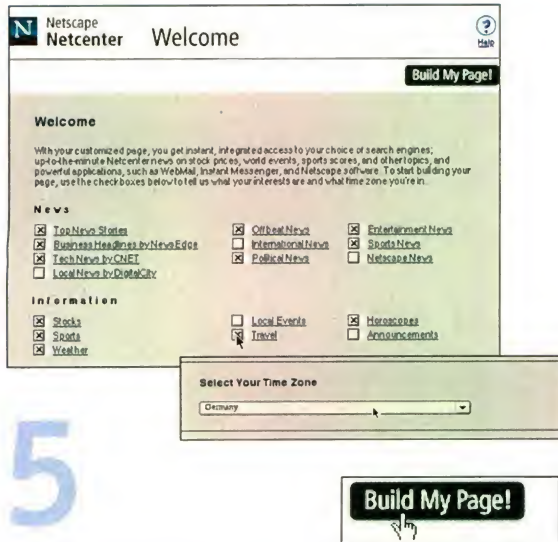 N
Netscape
Netcenter
Welcome
?
Help
Build My Page!
Welcome
With your customized page, you get instant, integrated access to your choice of search engines;
up-to-the-minute Netcenter news on stock prices, world events, sports scores, and other topics, and
powerful applications, such as WebMail, Instant Messenger, and Netscape software. To start building your
page, use the checkboxes below to tell us what your interests are and what time zone you're in.
News
Top News Stories
Offbeat News
Entertainment News
Business Headlines by NewsEdge
International News
Sports News
Tech News by CNET
Political News
Netscape News
Local News by DigitalCity
Information
Stocks
Local Events
Horoscopes
Sports
Travel
Announcements
Weather
Select Your Time Zone
Germany
5
Build My Page!